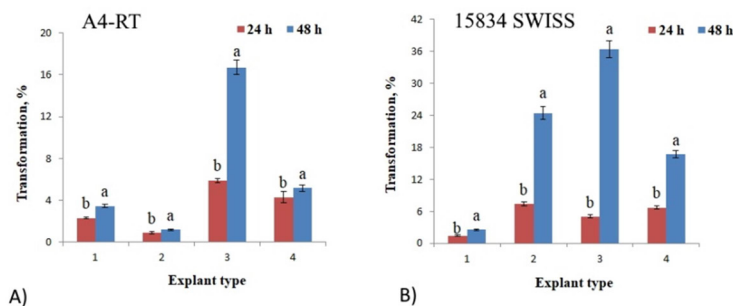 A4-RT
24 h 48 h
Transformation, %
20
16
12
8
4
0
b a
b a
b a
b a
1 2 3 4
Explant type
A)
15834 SWISS
24 h 48 h
Transformation, %
42
36
30
24
18
12
6
0
b a
b a
b a
b a
1 2 3 4
Explant type
B)